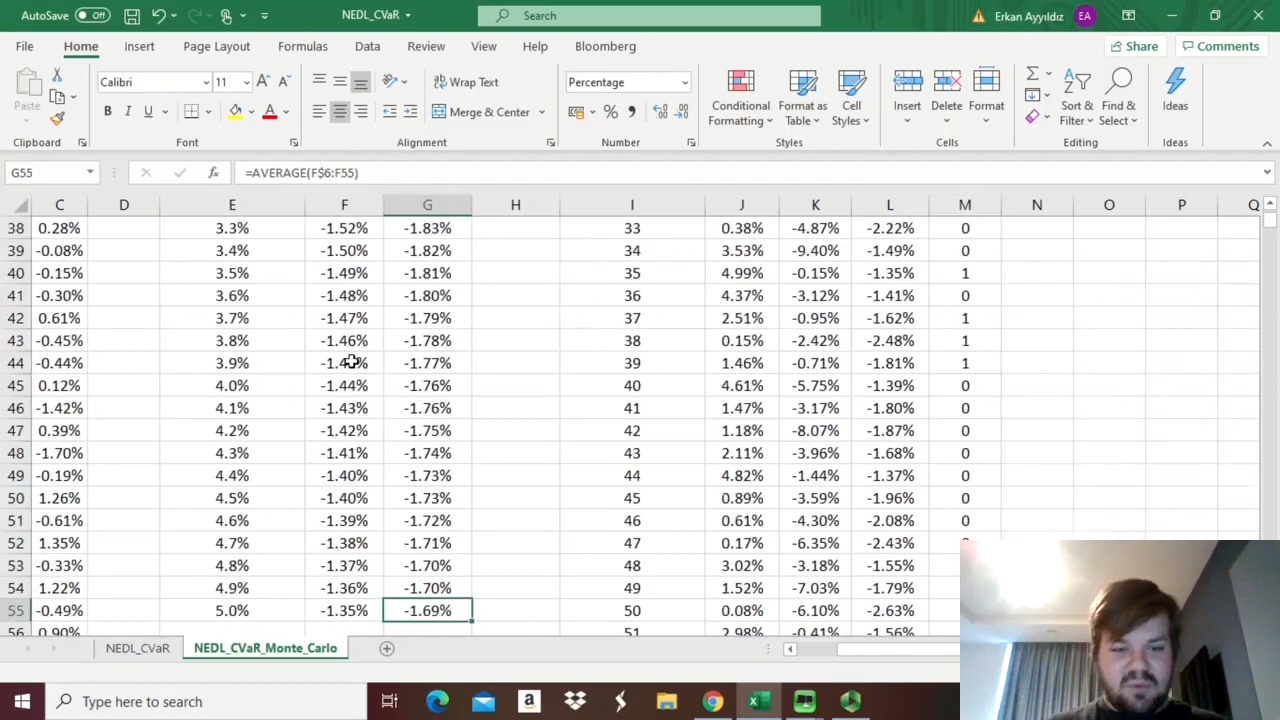 AutoSave Off NEDL_CVaR Search Erkan Ayyıldız EA
File Home Insert Page Layout Formulas Data Review View Help Bloomberg Share Comments
Calibri 11 Wrap Text Percentage
Paste B I U Merge & Center Conditional Formatting Format as Table Cell Styles Insert Delete Format Sort & Filter Find & Select Ideas
Clipboard Font Alignment Number Styles Cells Editing Ideas
G55 fx =AVERAGE(F$6:F55)
C D E F G H I J K L M N O P Q
38 0.28% 3.3% -1.52% -1.83% 33 0.38% -4.87% -2.22% 0
39 -0.08% 3.4% -1.50% -1.82% 34 3.53% -9.40% -1.49% 0
40 -0.15% 3.5% -1.49% -1.81% 35 4.99% -0.15% -1.35% 1
41 -0.30% 3.6% -1.48% -1.80% 36 4.37% -3.12% -1.41% 0
42 0.61% 3.7% -1.47% -1.79% 37 2.51% -0.95% -1.62% 1
43 -0.45% 3.8% -1.46% -1.78% 38 0.15% -2.42% -2.48% 1
44 -0.44% 3.9% -1.77% 39 1.46% -0.71% -1.81% 1
45 0.12% 4.0% -1.44% -1.76% 40 4.61% -5.75% -1.39% 0
46 -1.42% 4.1% -1.43% -1.76% 41 1.47% -3.17% -1.80% 0
47 0.39% 4.2% -1.42% -1.75% 42 1.18% -8.07% -1.87% 0
48 -1.70% 4.3% -1.41% -1.74% 43 2.11% -3.96% -1.68% 0
49 -0.19% 4.4% -1.40% -1.73% 44 4.82% -1.44% -1.37% 0
50 1.26% 4.5% -1.40% -1.73% 45 0.89% -3.59% -1.96% 0
51 -0.61% 4.6% -1.39% -1.72% 46 0.61% -4.30% -2.08% 0
52 1.35% 4.7% -1.38% -1.71% 47 0.17% -6.35% -2.43%
53 -0.33% 4.8% -1.37% -1.70% 48 3.02% -3.18% -1.55%
54 1.22% 4.9% -1.36% -1.70% 49 1.52% -7.03% -1.79%
55 -0.49% 5.0% -1.35% -1.69% 50 0.08% -6.10% -2.63%
56 0.90% 51 2.98% -0.41% -1.56%
NEDL_CVaR NEDL_CVaR_Monte_Carlo
Type here to search